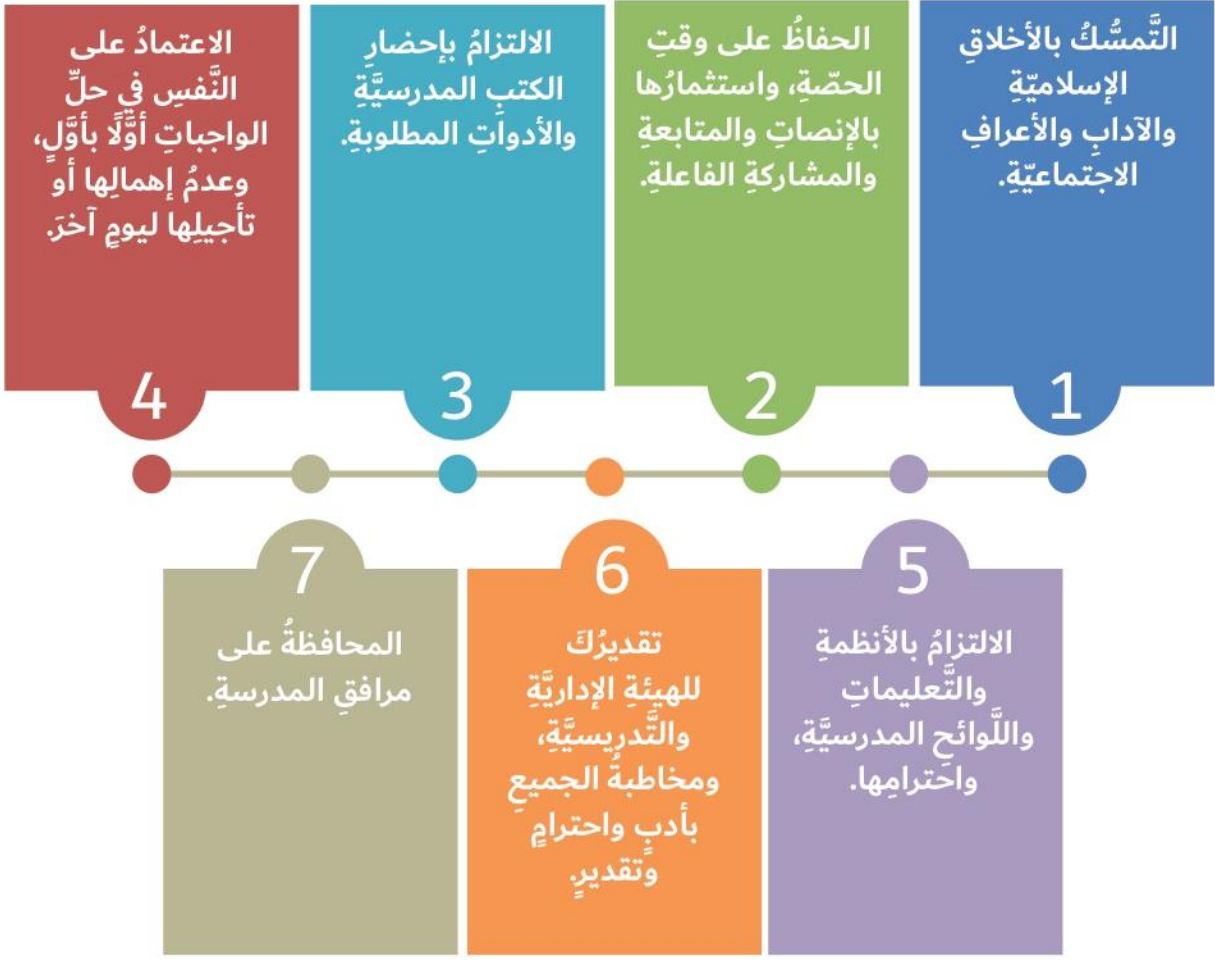 التَّمسُّكُ بالأخلاقِ
الإسلاميّةِ
والآدابِ والأعرافِ
الاجتماعيّةِ.
1
الحفاظُ على وقتِ
الحصّةِ، واستثمارُها
بالإنصاتِ والمتابعةِ
والمشاركةِ الفاعلةِ.
2
الالتزامُ بإحضارِ
الكتبِ المدرسيَّةِ
والأدواتِ المطلوبةِ.
3
الاعتمادُ على
النَّفسِ في حلِّ
الواجباتِ أوَّلًا بأوَّلٍ،
وعدمُ إهمالِها أو
تأجيلِها ليومٍ آخرَ.
4
5
الالتزامُ بالأنظمةِ
والتَّعليماتِ
واللَّوائحِ المدرسيَّةِ،
واحترامِها.
6
تقديرُكَ
للهيئةِ الإداريَّةِ
والتَّدريسيَّةِ،
ومخاطبةُ الجميعِ
بأدبٍ واحترامٍ
وتقديرٍ.
7
المحافظةُ على
مرافقِ المدرسةِ.